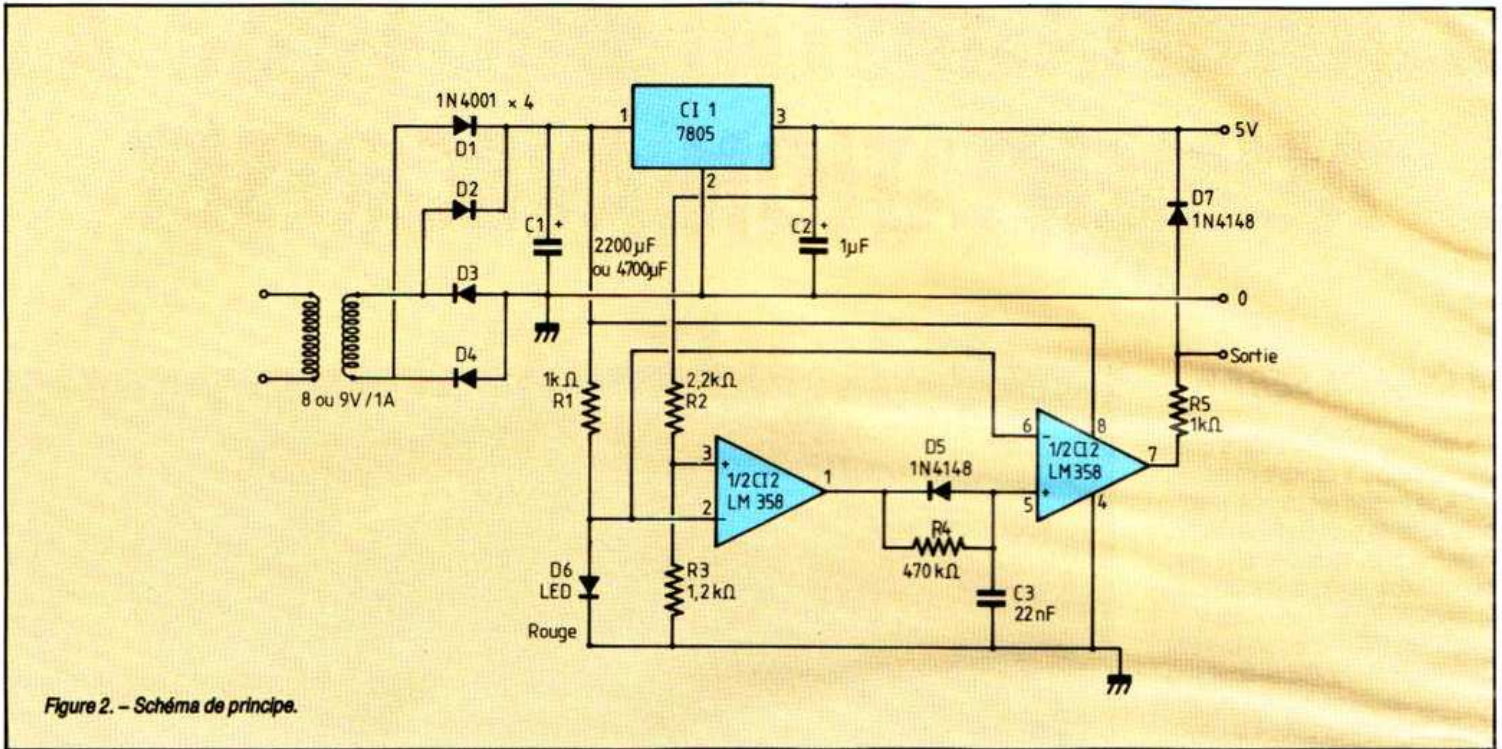 1N4001 × 4
D1
D2
D3
D4
8 ou 9V/1A
C1 +
2200µF
ou 4700µF
1
CI 1
7805
3
2
C2 +
1µF
5V
D7
1N4148
0
Sortie
R5
1kΩ
1kΩ
R1
2,2kΩ
R2
3
+
1/2CI2
LM 358
2
−
1
D5
1N4148
R4
470kΩ
6
−
8
1/2CI2
LM358
7
+
5
4
D6
LED
Rouge
R3
1,2kΩ
C3
22nF
Figure 2. – Schéma de principe.